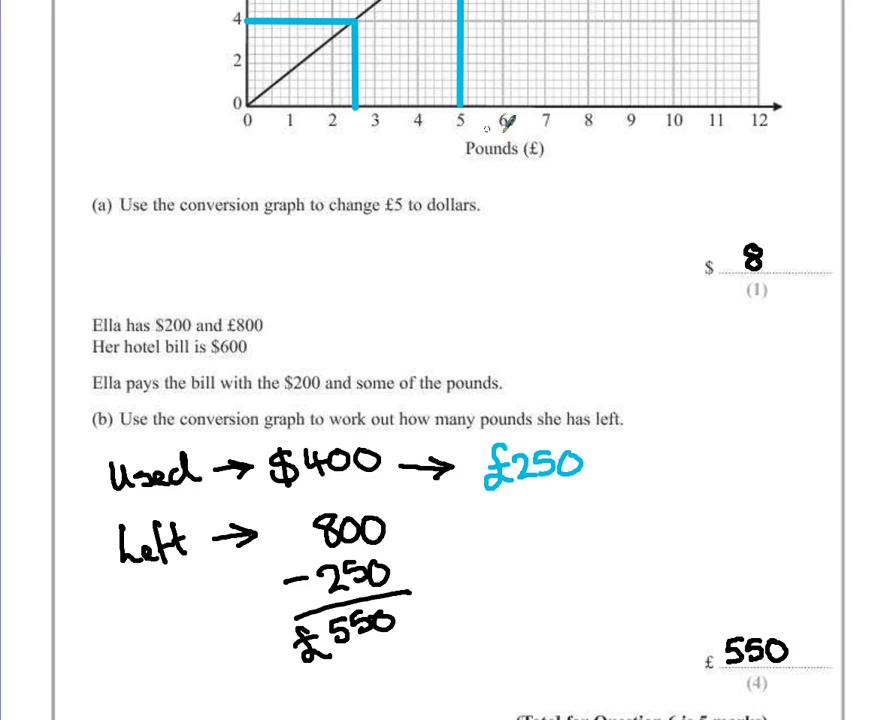 4
2
0
0 1 2 3 4 5 6 7 8 9 10 11 12
Pounds (£)
(a) Use the conversion graph to change £5 to dollars.
$ 8
(1)
Ella has $200 and £800
Her hotel bill is $600
Ella pays the bill with the $200 and some of the pounds.
(b) Use the conversion graph to work out how many pounds she has left.
Used → $400 → £250
Left → 800
- 250
£550
£ 550
(4)